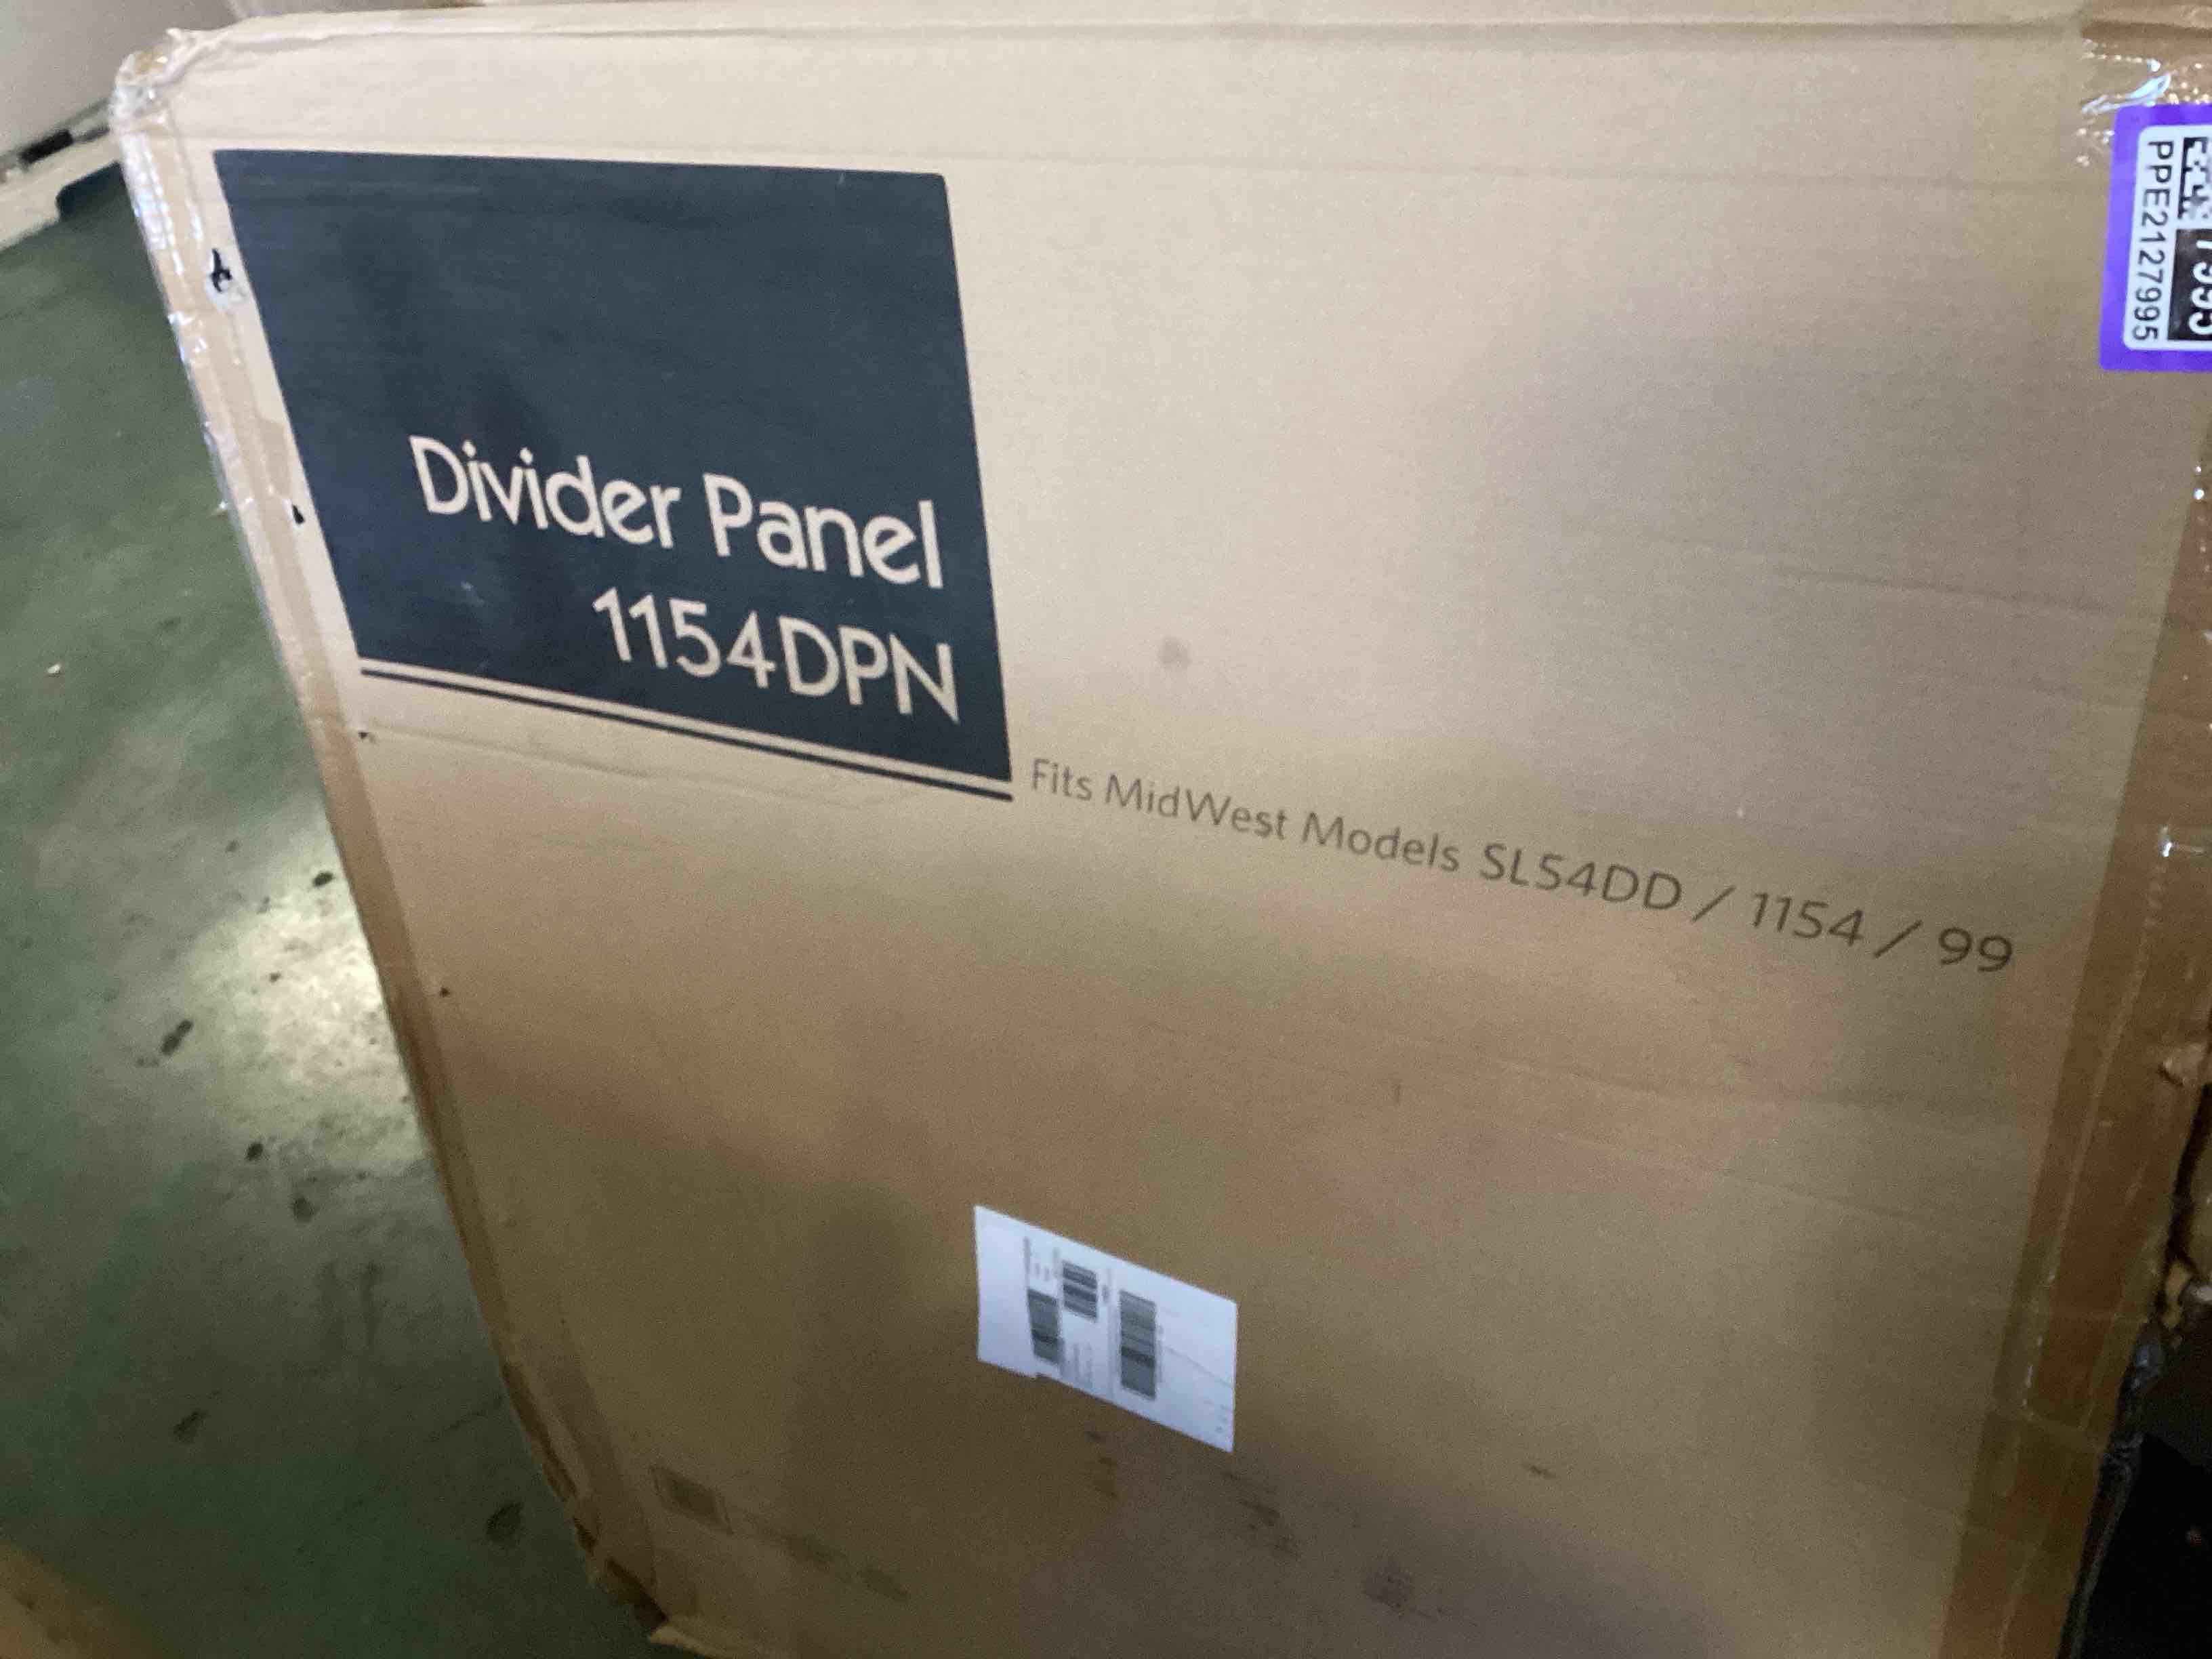 Divider Panel
1154DPN
Fits MidWest Models SL54DD / 1154 / 99
PPE2127995